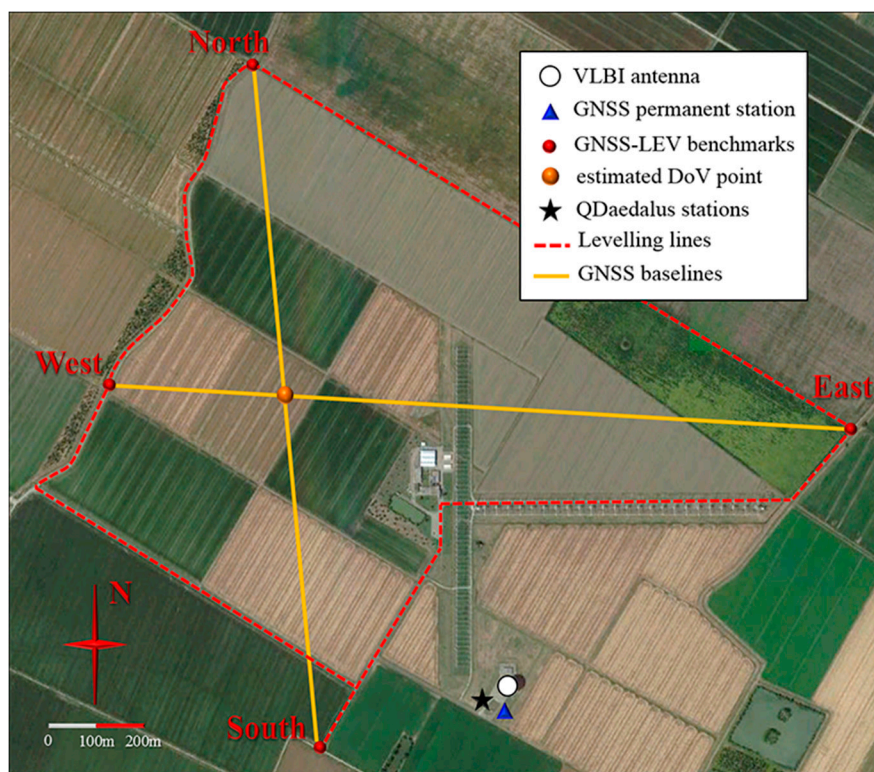 North
VLBI antenna
GNSS permanent station
GNSS-LEV benchmarks
estimated DoV point
QDaedalus stations
Levelling lines
GNSS baselines
West
East
N
South
0 100m 200m